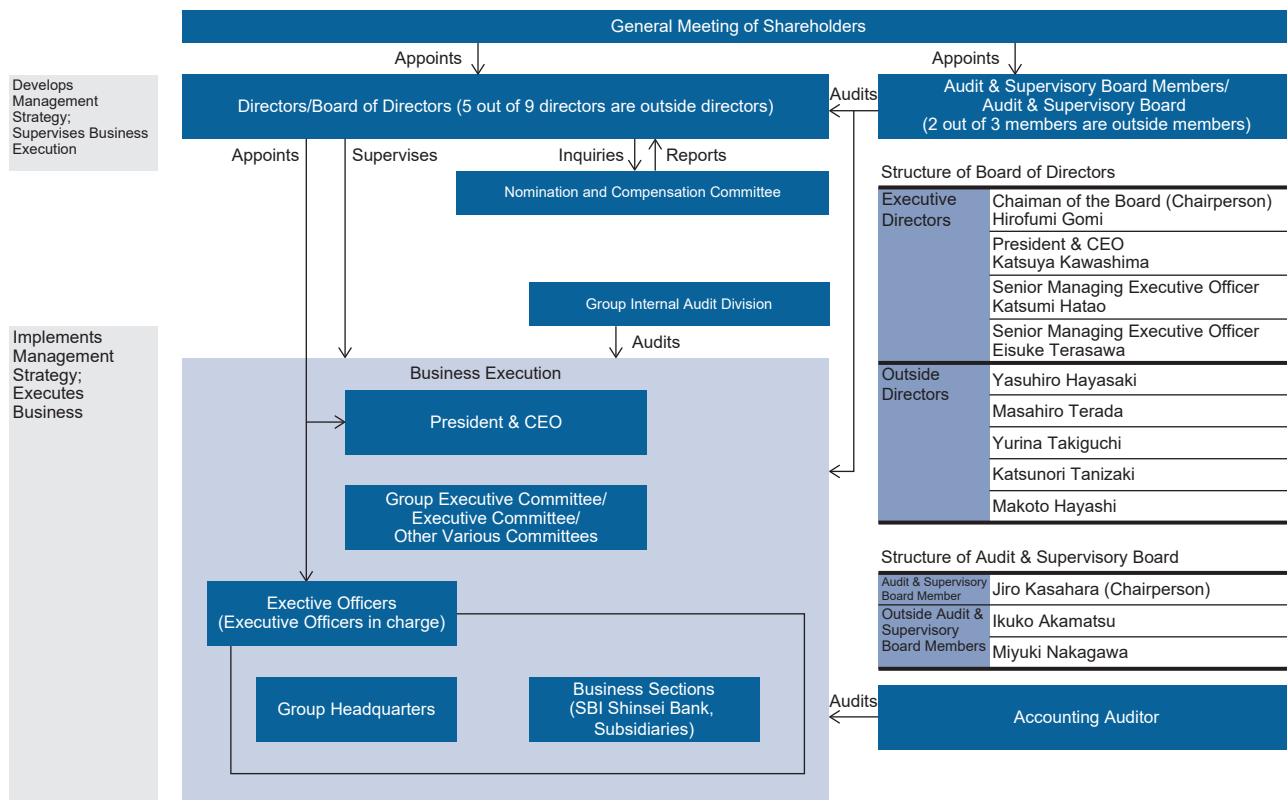 General Meeting of Shareholders
Appoints
Appoints
Develops
Management
Strategy;
Supervises Business
Execution
Directors/Board of Directors (5 out of 9 directors are outside directors)
Audits
Audit & Supervisory Board Members/
Audit & Supervisory Board
(2 out of 3 members are outside members)
Appoints
Supervises
Inquiries
Reports
Nomination and Compensation Committee
Structure of Board of Directors
Executive
Directors
Chaiman of the Board (Chairperson)
Hirofumi Gomi
President & CEO
Katsuya Kawashima
Senior Managing Executive Officer
Katsumi Hatao
Senior Managing Executive Officer
Eisuke Terasawa
Outside
Directors
Yasuhiro Hayasaki
Masahiro Terada
Yurina Takiguchi
Katsunori Tanizaki
Makoto Hayashi
Group Internal Audit Division
Audits
Implements
Management
Strategy;
Executes
Business
Business Execution
President & CEO
Group Executive Committee/
Executive Committee/
Other Various Committees
Exective Officers
(Executive Officers in charge)
Group Headquarters
Business Sections
(SBI Shinsei Bank,
Subsidiaries)
Structure of Audit & Supervisory Board
Audit & Supervisory
Board Member
Jiro Kasahara (Chairperson)
Outside Audit &
Supervisory
Board Members
Ikuko Akamatsu
Miyuki Nakagawa
Audits
Accounting Auditor